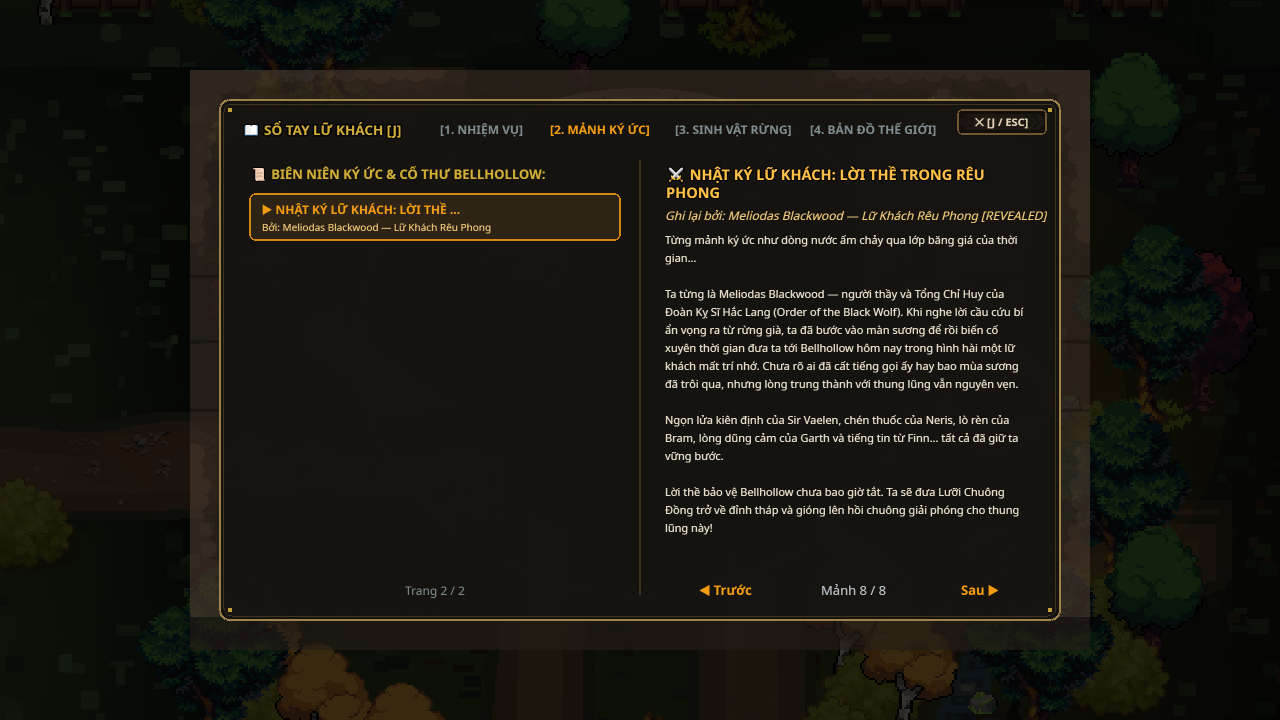 📖 SỔ TAY LỮ KHÁCH [J]
[1. NHIỆM VỤ]
[2. MẢNH KÝ ỨC]
[3. SINH VẬT RỪNG]
[4. BẢN ĐỒ THẾ GIỚI]
✕ [J / ESC]
📜 BIÊN NIÊN KÝ ỨC & CỔ THƯ BELLHOLLOW:
▶ NHẬT KÝ LỮ KHÁCH: LỜI THỀ ...
Bởi: Meliodas Blackwood — Lữ Khách Rêu Phong
Trang 2 / 2
⚔ NHẬT KÝ LỮ KHÁCH: LỜI THỀ TRONG RÊU
PHONG
Ghi lại bởi: Meliodas Blackwood — Lữ Khách Rêu Phong [REVEALED]
Từng mảnh ký ức như dòng nước ấm chảy qua lớp băng giá của thời
gian...
Ta từng là Meliodas Blackwood — người thầy và Tổng Chỉ Huy của
Đoàn Kỵ Sĩ Hắc Lang (Order of the Black Wolf). Khi nghe lời cầu cứu bí
ẩn vọng ra từ rừng già, ta đã bước vào màn sương để rồi biến cố
xuyên thời gian đưa ta tới Bellhollow hôm nay trong hình hài một lữ
khách mất trí nhớ. Chưa rõ ai đã cất tiếng gọi ấy hay bao mùa sương
đã trôi qua, nhưng lòng trung thành với thung lũng vẫn nguyên vẹn.
Ngọn lửa kiên định của Sir Vaelen, chén thuốc của Neris, lò rèn của
Bram, lòng dũng cảm của Garth và tiếng tin từ Finn... tất cả đã giữ ta
vững bước.
Lời thề bảo vệ Bellhollow chưa bao giờ tắt. Ta sẽ đưa Lưỡi Chuông
Đồng trở về đỉnh tháp và gióng lên hồi chuông giải phóng cho thung
lũng này!
◀ Trước
Mảnh 8 / 8
Sau ▶